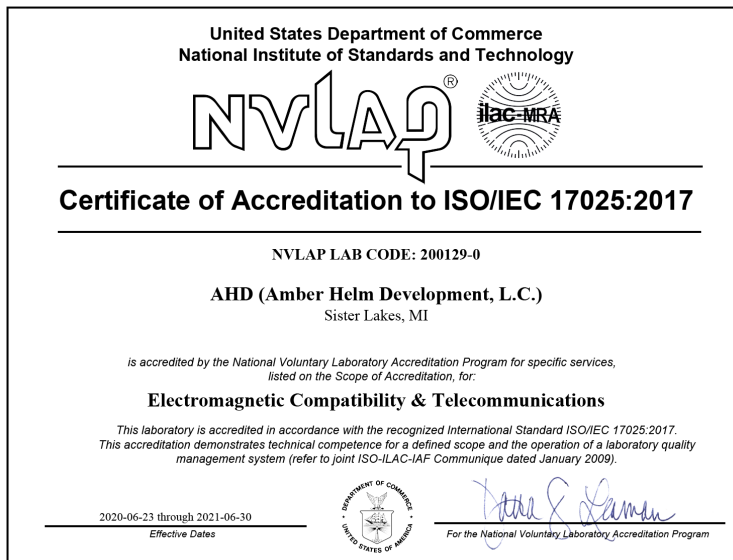 United States Department of Commerce
National Institute of Standards and Technology
NVLAP®
ilac-MRA
Certificate of Accreditation to ISO/IEC 17025:2017
NVLAP LAB CODE: 200129-0
AHD (Amber Helm Development, L.C.)
Sister Lakes, MI
is accredited by the National Voluntary Laboratory Accreditation Program for specific services,
listed on the Scope of Accreditation, for:
Electromagnetic Compatibility & Telecommunications
This laboratory is accredited in accordance with the recognized International Standard ISO/IEC 17025:2017.
This accreditation demonstrates technical competence for a defined scope and the operation of a laboratory quality
management system (refer to joint ISO-ILAC-IAF Communique dated January 2009).
2020-06-23 through 2021-06-30
Effective Dates
DEPARTMENT OF COMMERCE
UNITED STATES OF AMERICA
For the National Voluntary Laboratory Accreditation Program